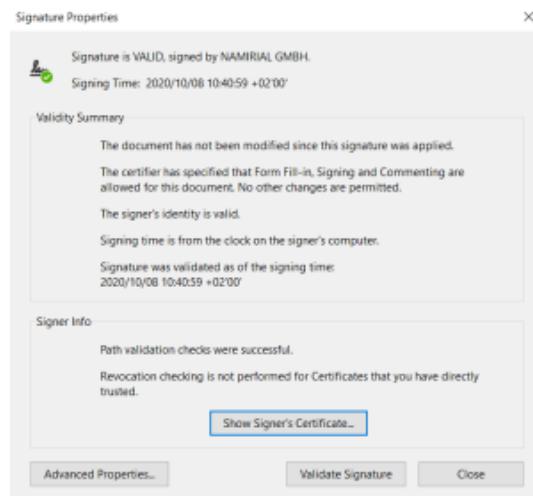 Signature Properties
Signature is VALID, signed by NAMIRIAL GMBH.
Signing Time: 2020/10/08 10:40:59 +02'00'
Validity Summary
The document has not been modified since this signature was applied.
The certifier has specified that Form Fill-in, Signing and Commenting are
allowed for this document. No other changes are permitted.
The signer's identity is valid.
Signing time is from the clock on the signer's computer.
Signature was validated as of the signing time:
2020/10/08 10:40:59 +02'00'
Signer Info
Path validation checks were successful.
Revocation checking is not performed for Certificates that you have directly
trusted.
Show Signer's Certificate...
Advanced Properties...
Validate Signature
Close